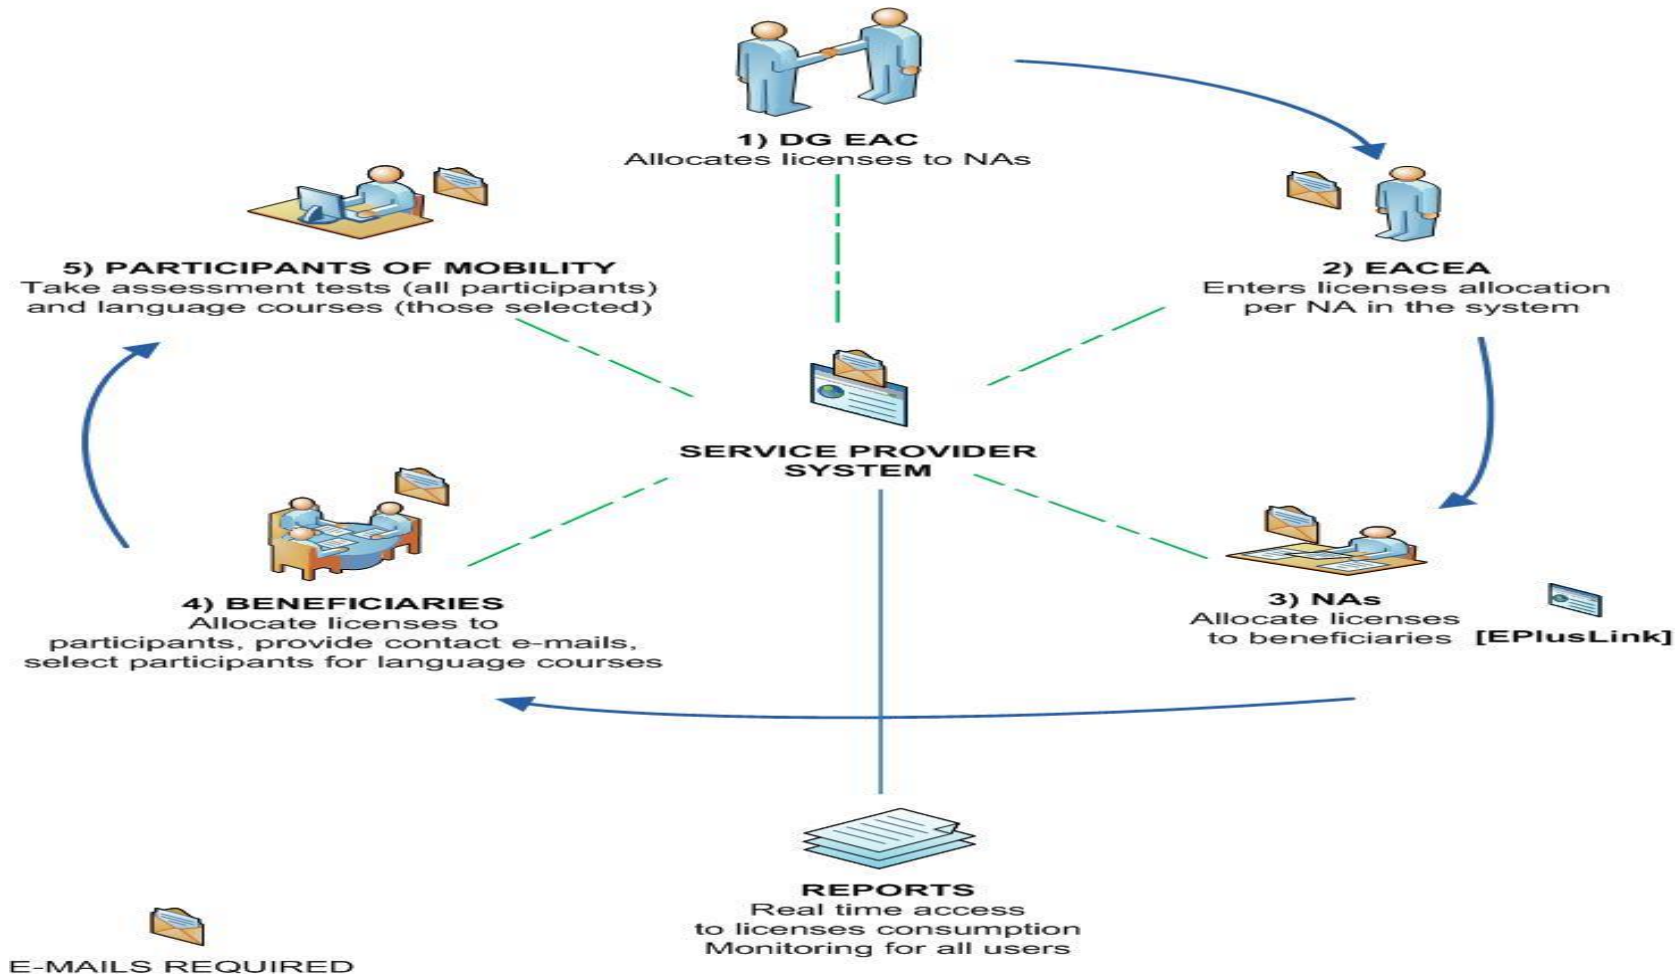 1) DG EAC
Allocates licenses to NAs
2) EACEA
Enters licenses allocation
per NA in the system
5) PARTICIPANTS OF MOBILITY
Take assessment tests (all participants)
and language courses (those selected)
SERVICE PROVIDER
SYSTEM
3) NAs
Allocate licenses
to beneficiaries
[EPlusLink]
4) BENEFICIARIES
Allocate licenses to
participants, provide contact e-mails,
select participants for language courses
REPORTS
Real time access
to licenses consumption
Monitoring for all users
E-MAILS REQUIRED